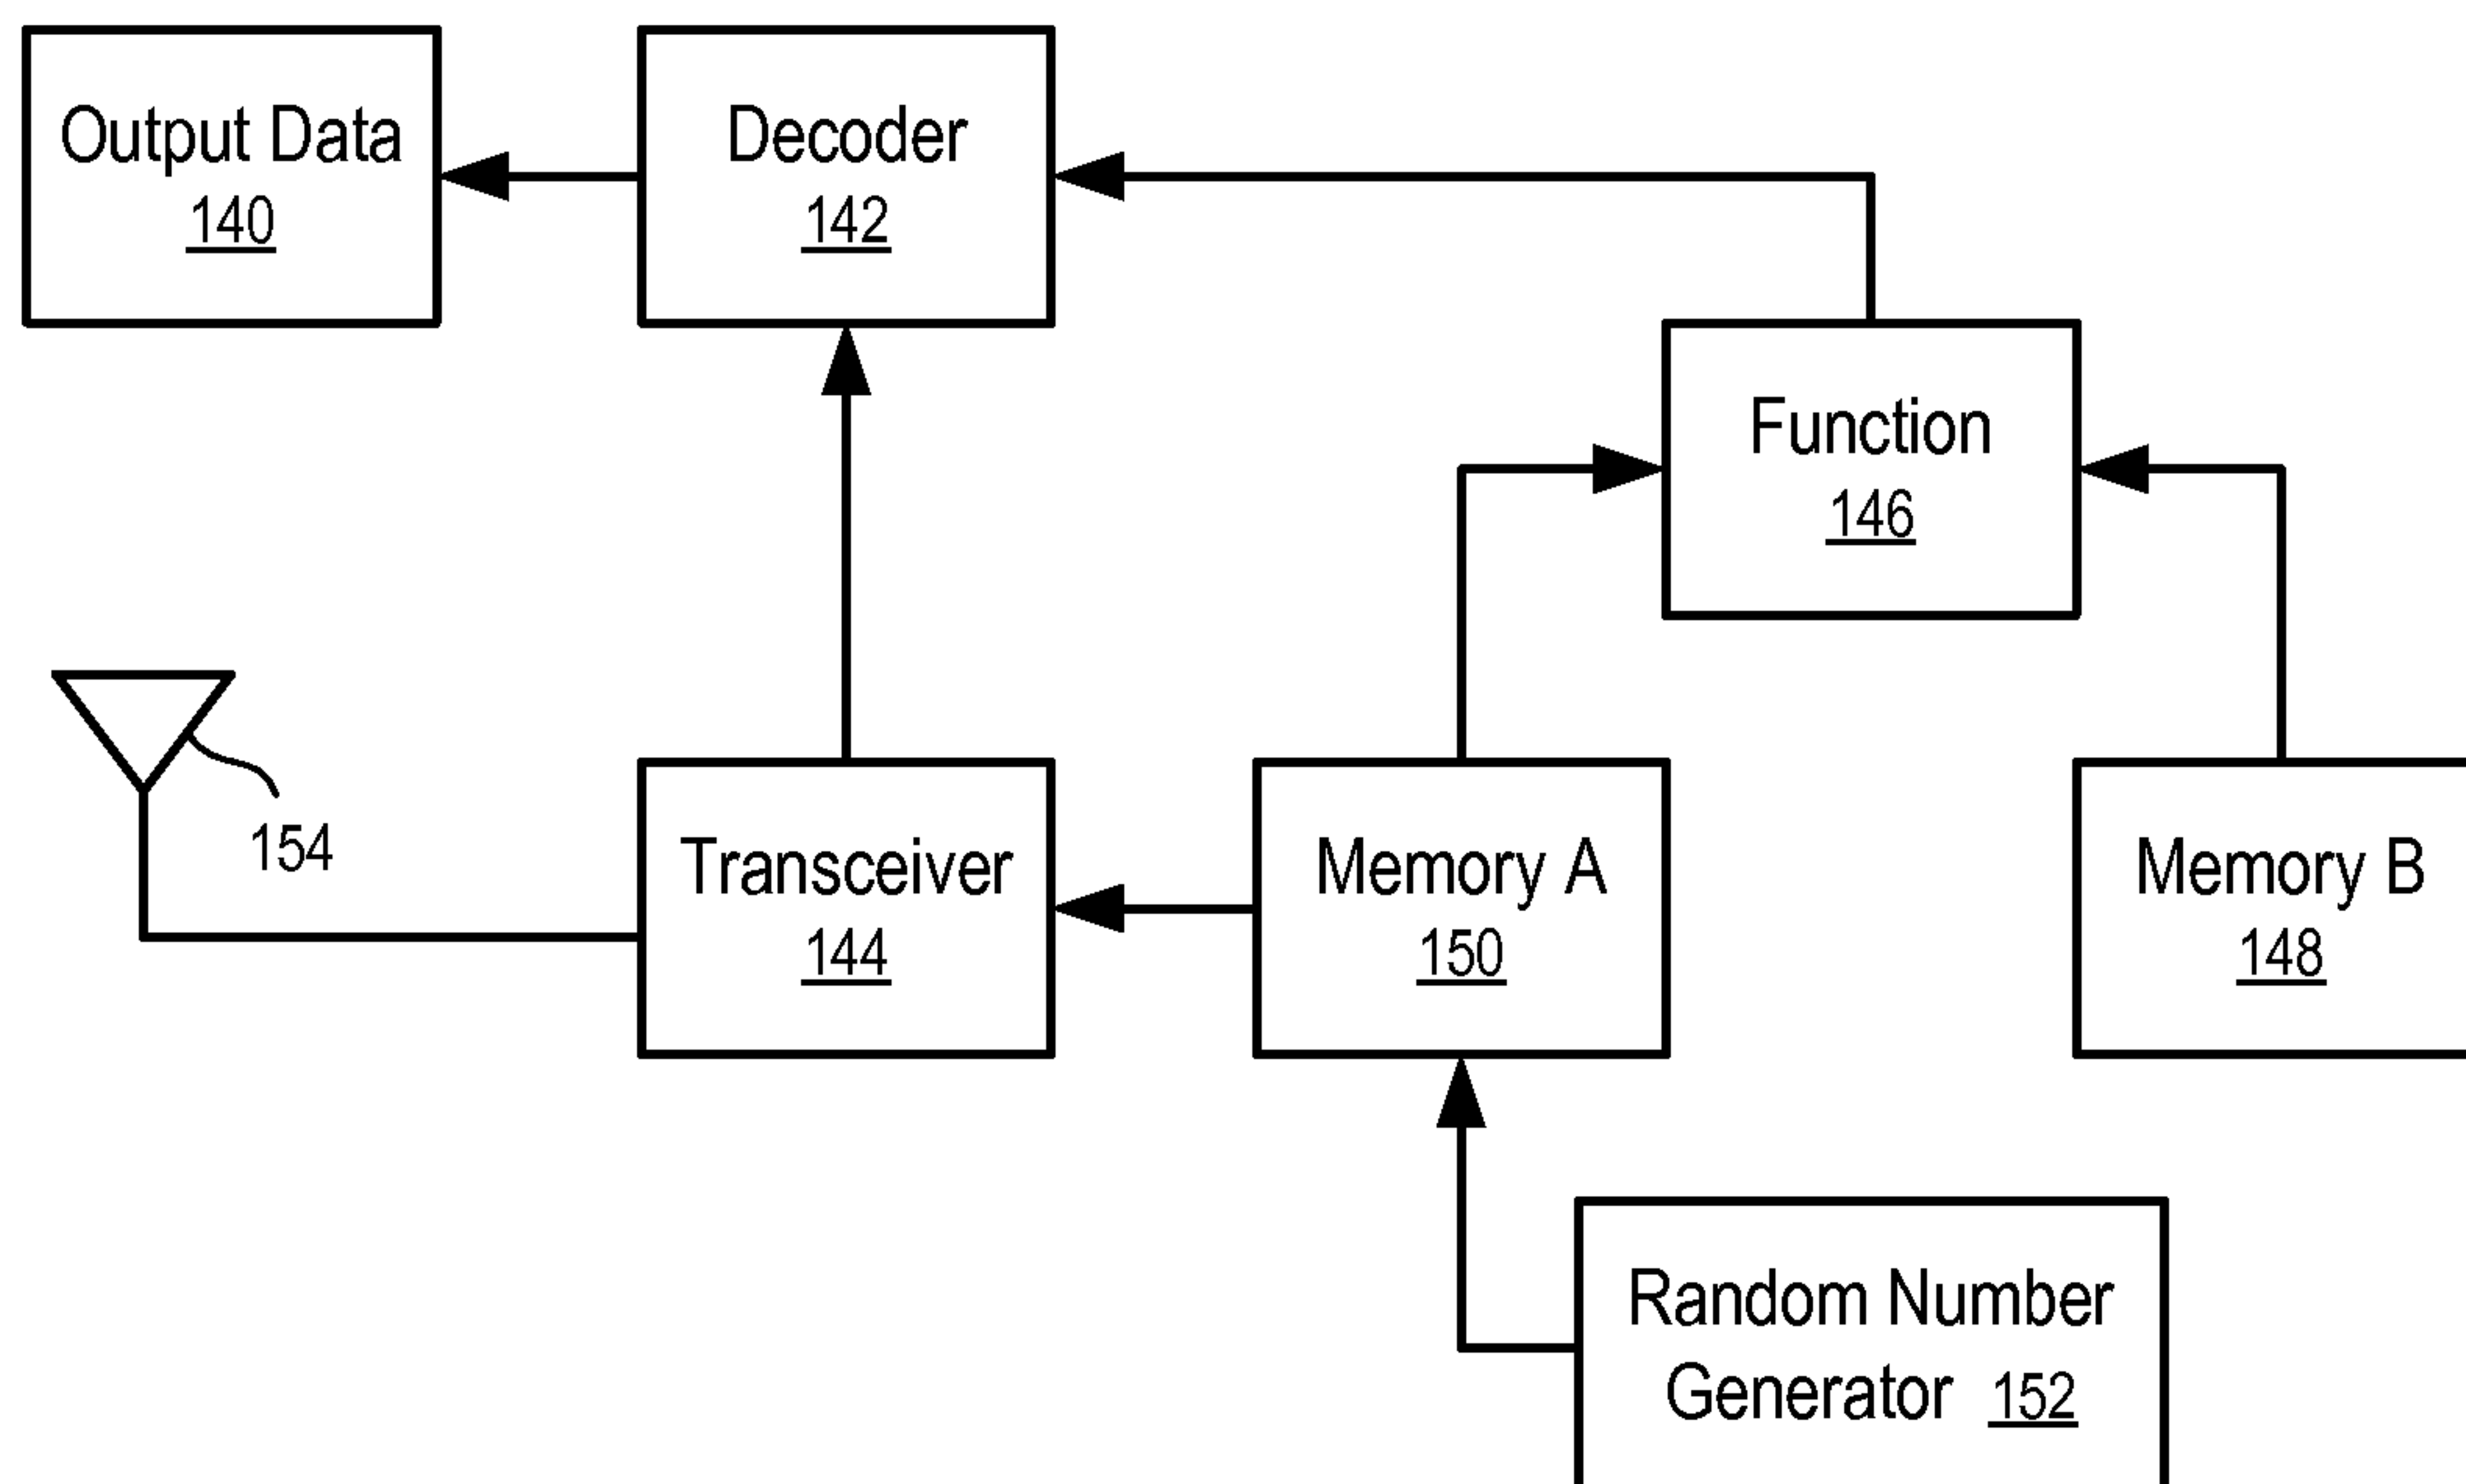 Output Data
140
Decoder
142
Function
146
154
Transceiver
144
Memory A
150
Memory B
148
Random Number
Generator 152